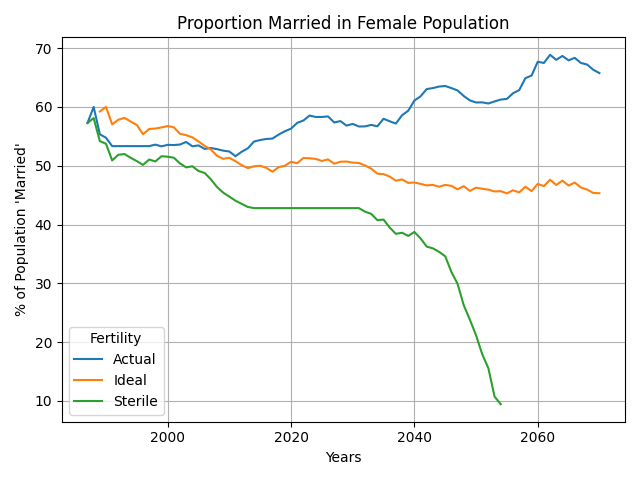 Proportion Married in Female Population
% of Population 'Married'
70
60
50
40
30
20
10
Fertility
Actual
Ideal
Sterile
2000
2020
2040
2060
Years